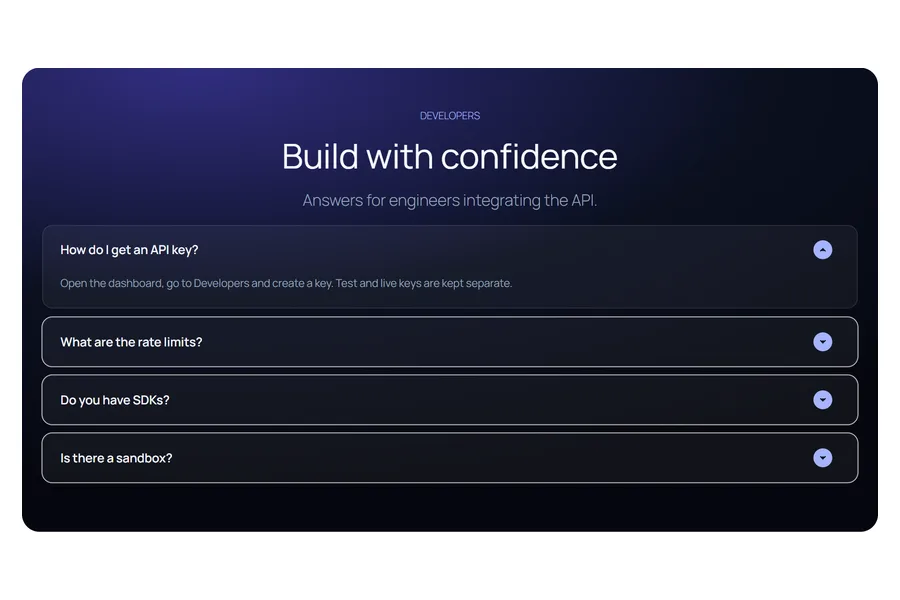 DEVELOPERS
Build with confidence
Answers for engineers integrating the API.
How do I get an API key?
Open the dashboard, go to Developers and create a key. Test and live keys are kept separate.
What are the rate limits?
Do you have SDKs?
Is there a sandbox?